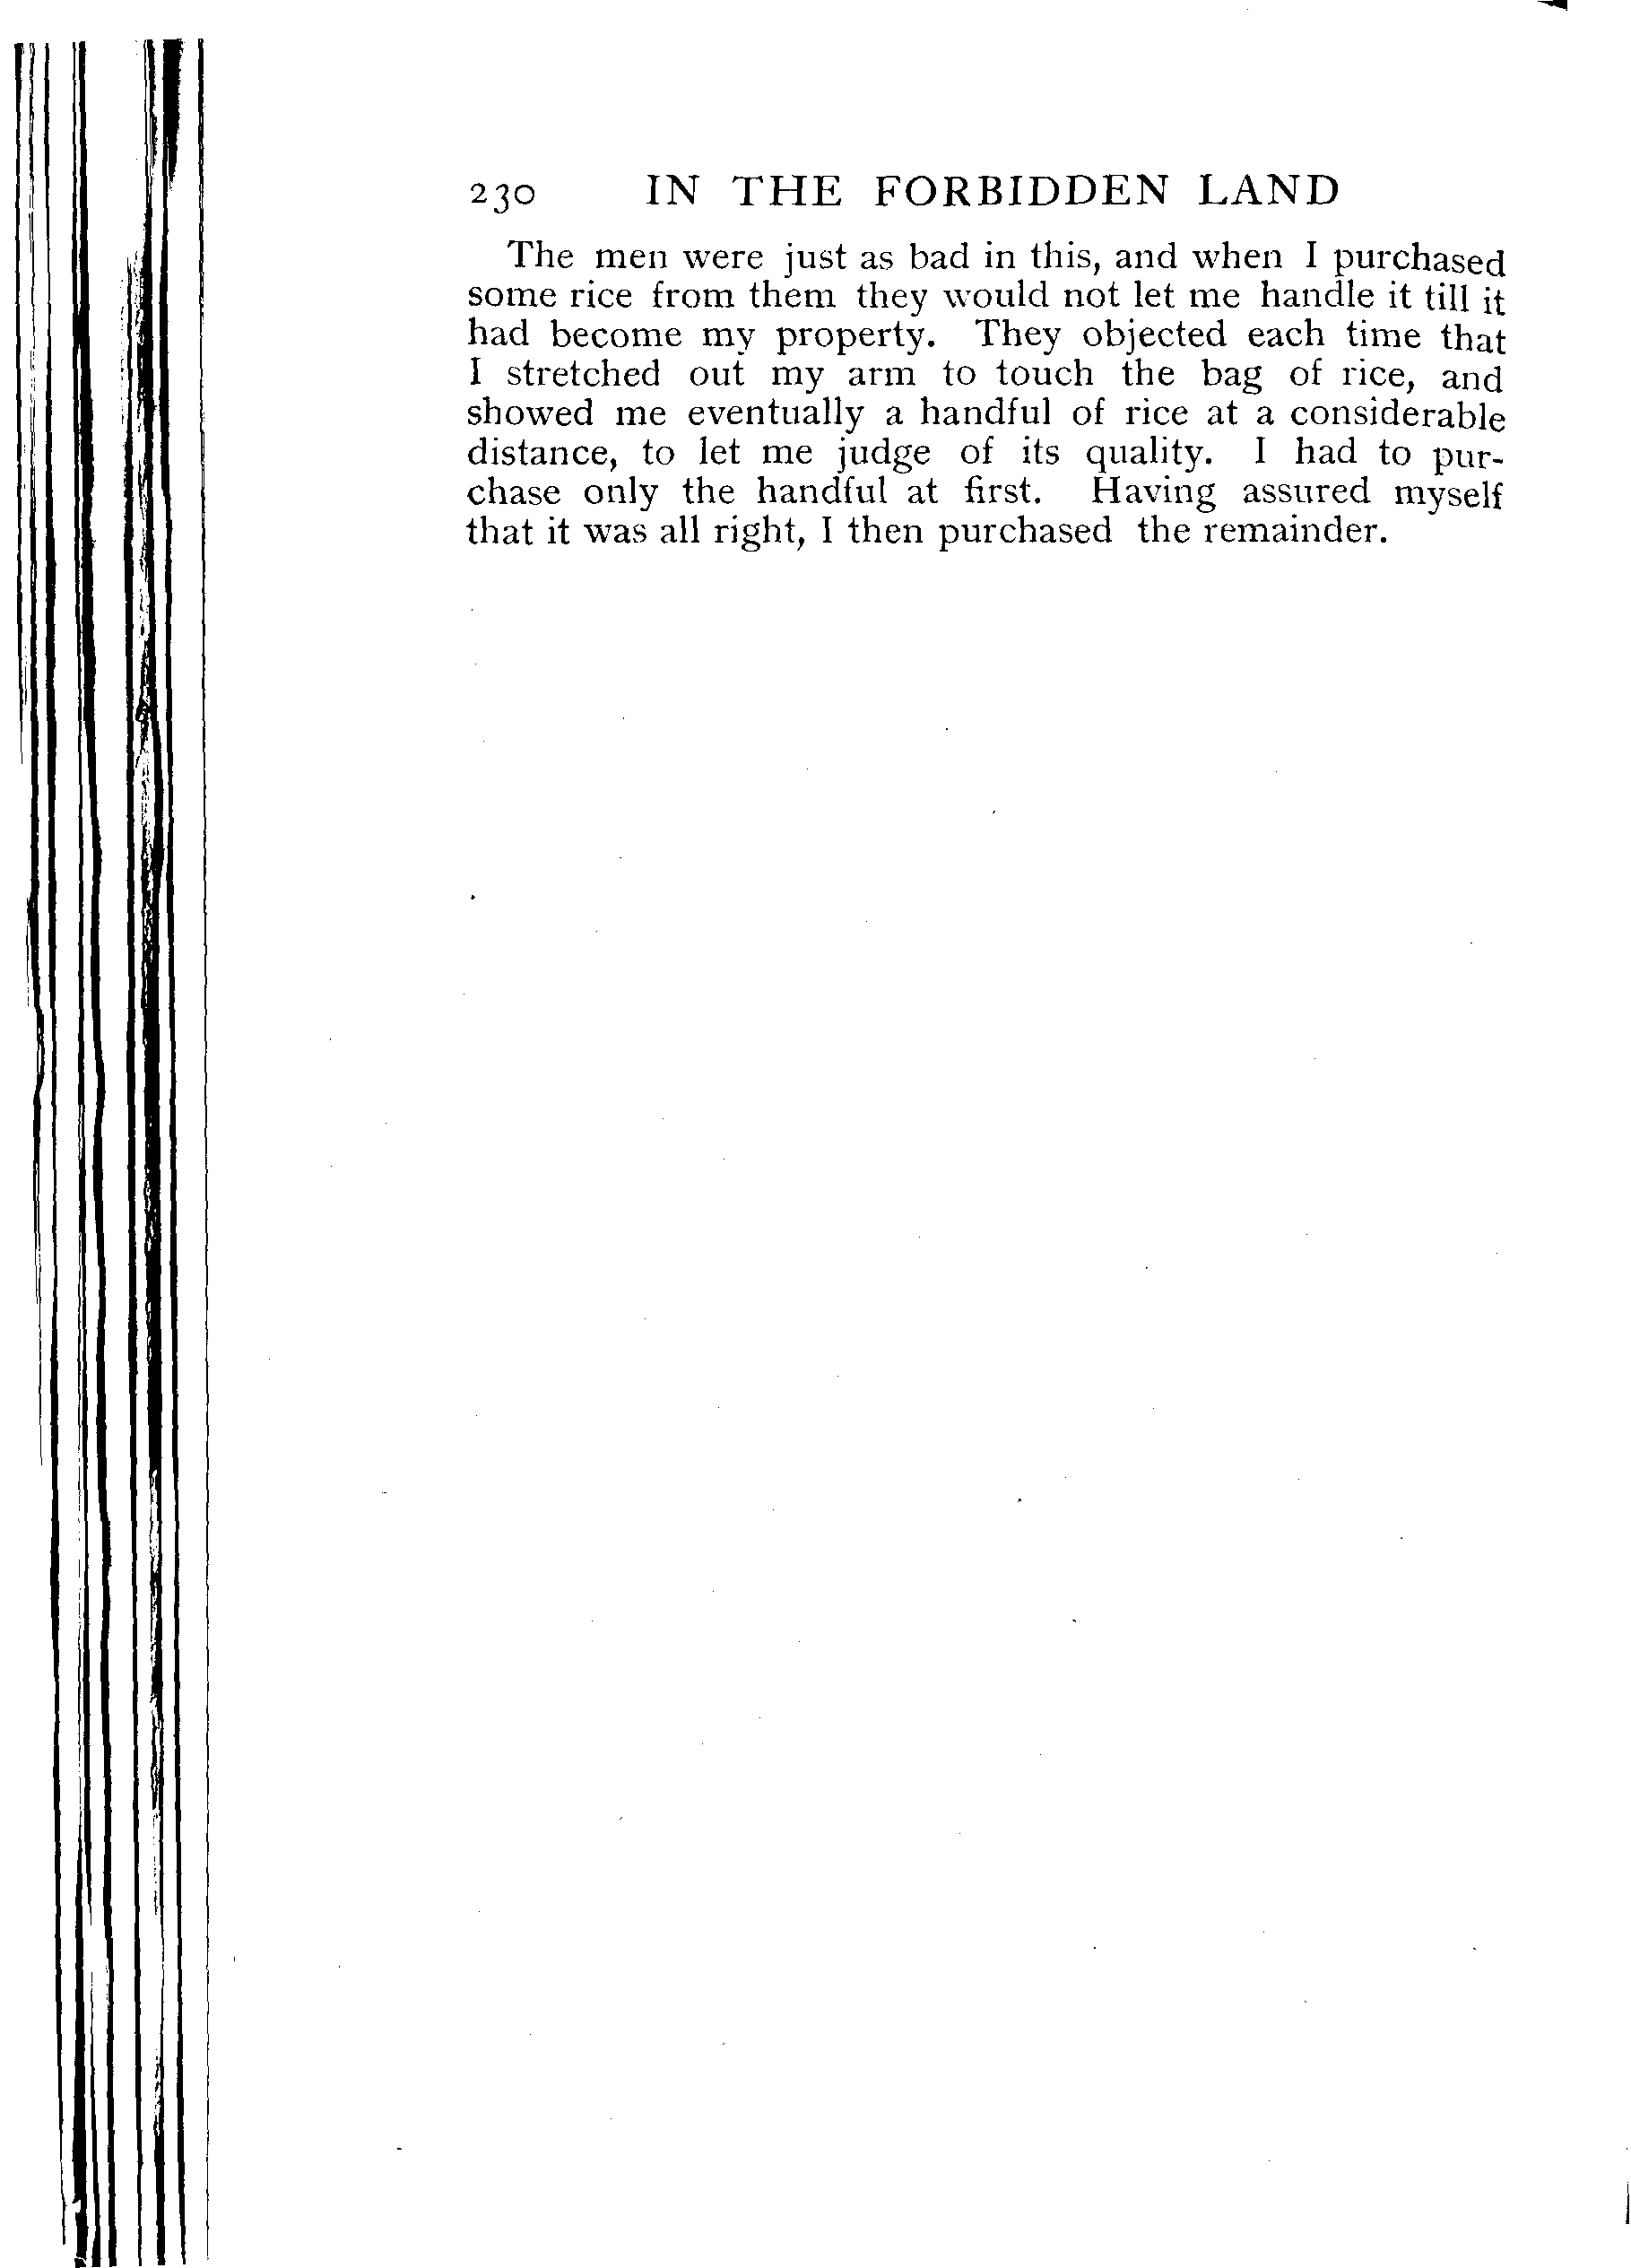 230 IN THE FORBIDDEN LAND
The men were just as bad in this, and when I purchased
some rice from them they would not let me handle it till it
had become my property. They objected each time that
I stretched out my arm to touch the bag of rice, and
showed me eventually a handful of rice at a considerable
distance, to let me judge of its quality. I had to pur-
chase only the handful at first. Having assured myself
that it was all right, I then purchased the remainder.